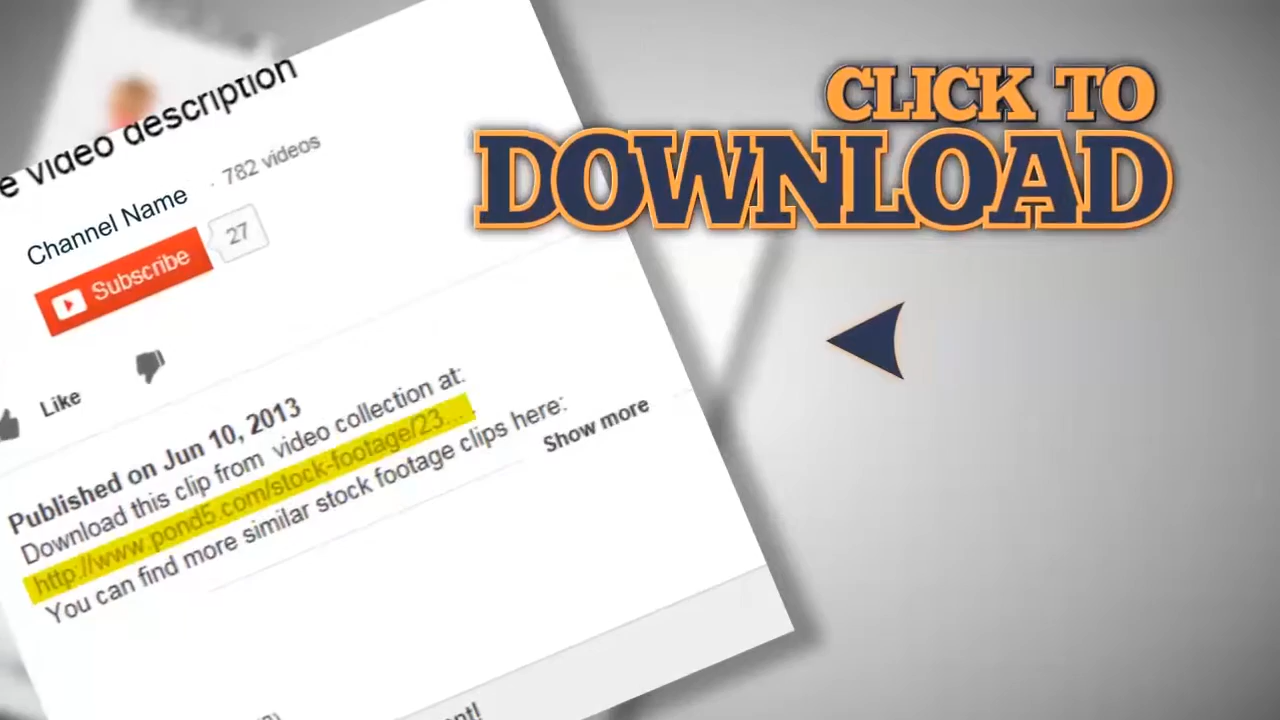 CLICK TO
DOWNLOAD
e video description
Channel Name
· 782 videos
Subscribe
27
Like
Published on Jun 10, 2013
Download this clip from video collection at:
http://www.pond5.com/stock-footage/23... .
You can find more similar stock footage clips here:
Show more